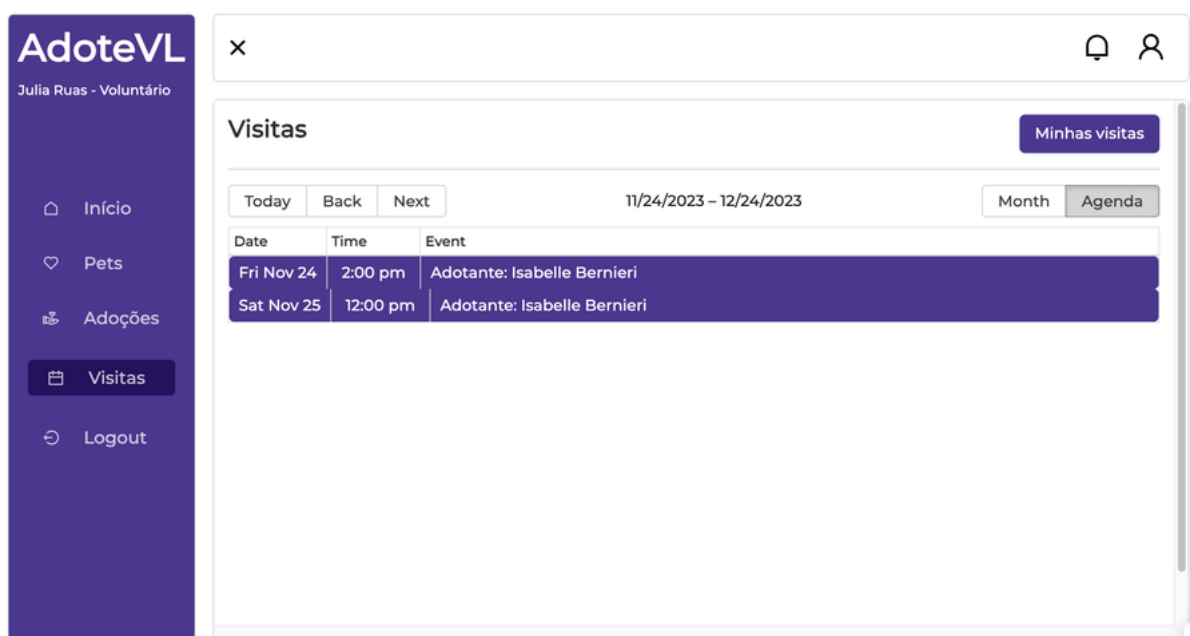 AdoteVL
Julia Ruas - Voluntário
Início
Pets
Adoções
Visitas
Logout
Visitas
Minhas visitas
Today Back Next 11/24/2023 – 12/24/2023 Month Agenda
Date Time Event
Fri Nov 24 2:00 pm Adotante: Isabelle Bernieri
Sat Nov 25 12:00 pm Adotante: Isabelle Bernieri